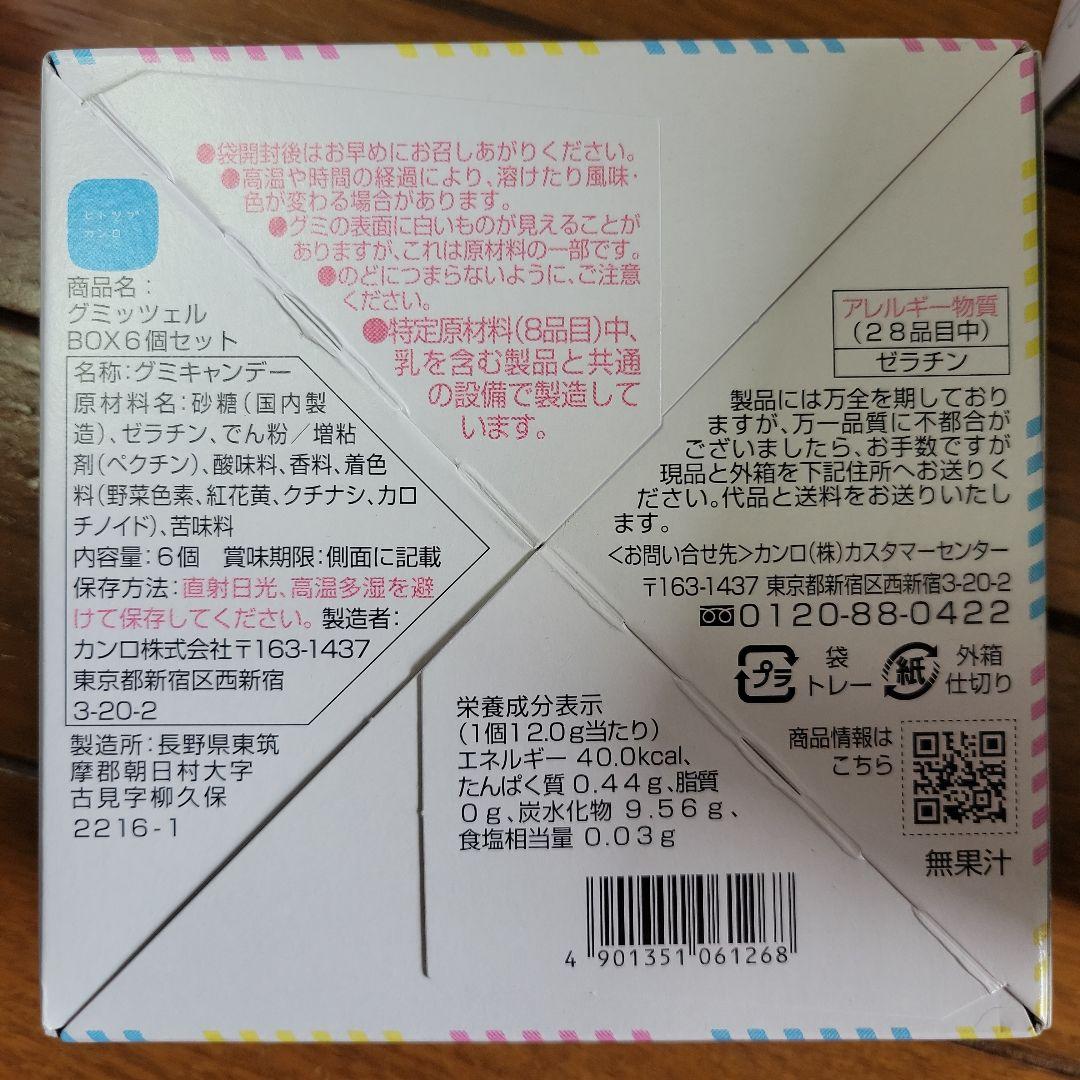 ●袋開封後はお早めにお召しあがりください。
●高温や時間の経過により、溶けたり風味・
色が変わる場合があります。
●グミの表面に白いものが見えることが
ありますが、これは原材料の一部です。
●のどにつまらないように、ご注意
ください。
●特定原材料(8品目)中、
乳を含む製品と共通
の設備で製造して
います。
ヒトツブ
カンロ
商品名：
グミッツェル
BOX6個セット
名称：グミキャンデー
原材料名：砂糖(国内製
造)、ゼラチン、でん粉／増粘
剤(ペクチン)、酸味料、香料、着色
料(野菜色素、紅花黄、クチナシ、カロ
チノイド)、苦味料
内容量：6個　賞味期限：側面に記載
保存方法：直射日光、高温多湿を避
けて保存してください。製造者：
カンロ株式会社〒163-1437
東京都新宿区西新宿
3-20-2
製造所：長野県東筑
摩郡朝日村大字
古見字柳久保
2216-1
アレルギー物質
(28品目中)
ゼラチン
製品には万全を期しており
ますが、万一品質に不都合が
ございましたら、お手数ですが
現品と外箱を下記住所へお送りく
ださい。代品と送料をお送りいたし
ます。
<お問い合せ先>カンロ(株)カスタマーセンター
〒163-1437 東京都新宿区西新宿3-20-2
0120-88-0422
プラ
袋
トレー
紙
外箱
仕切り
商品情報は
こちら
無果汁
栄養成分表示
(1個12.0g当たり)
エネルギー 40.0kcal、
たんぱく質 0.44g、脂質
0g、炭水化物 9.56g、
食塩相当量 0.03g
4 901351 061268